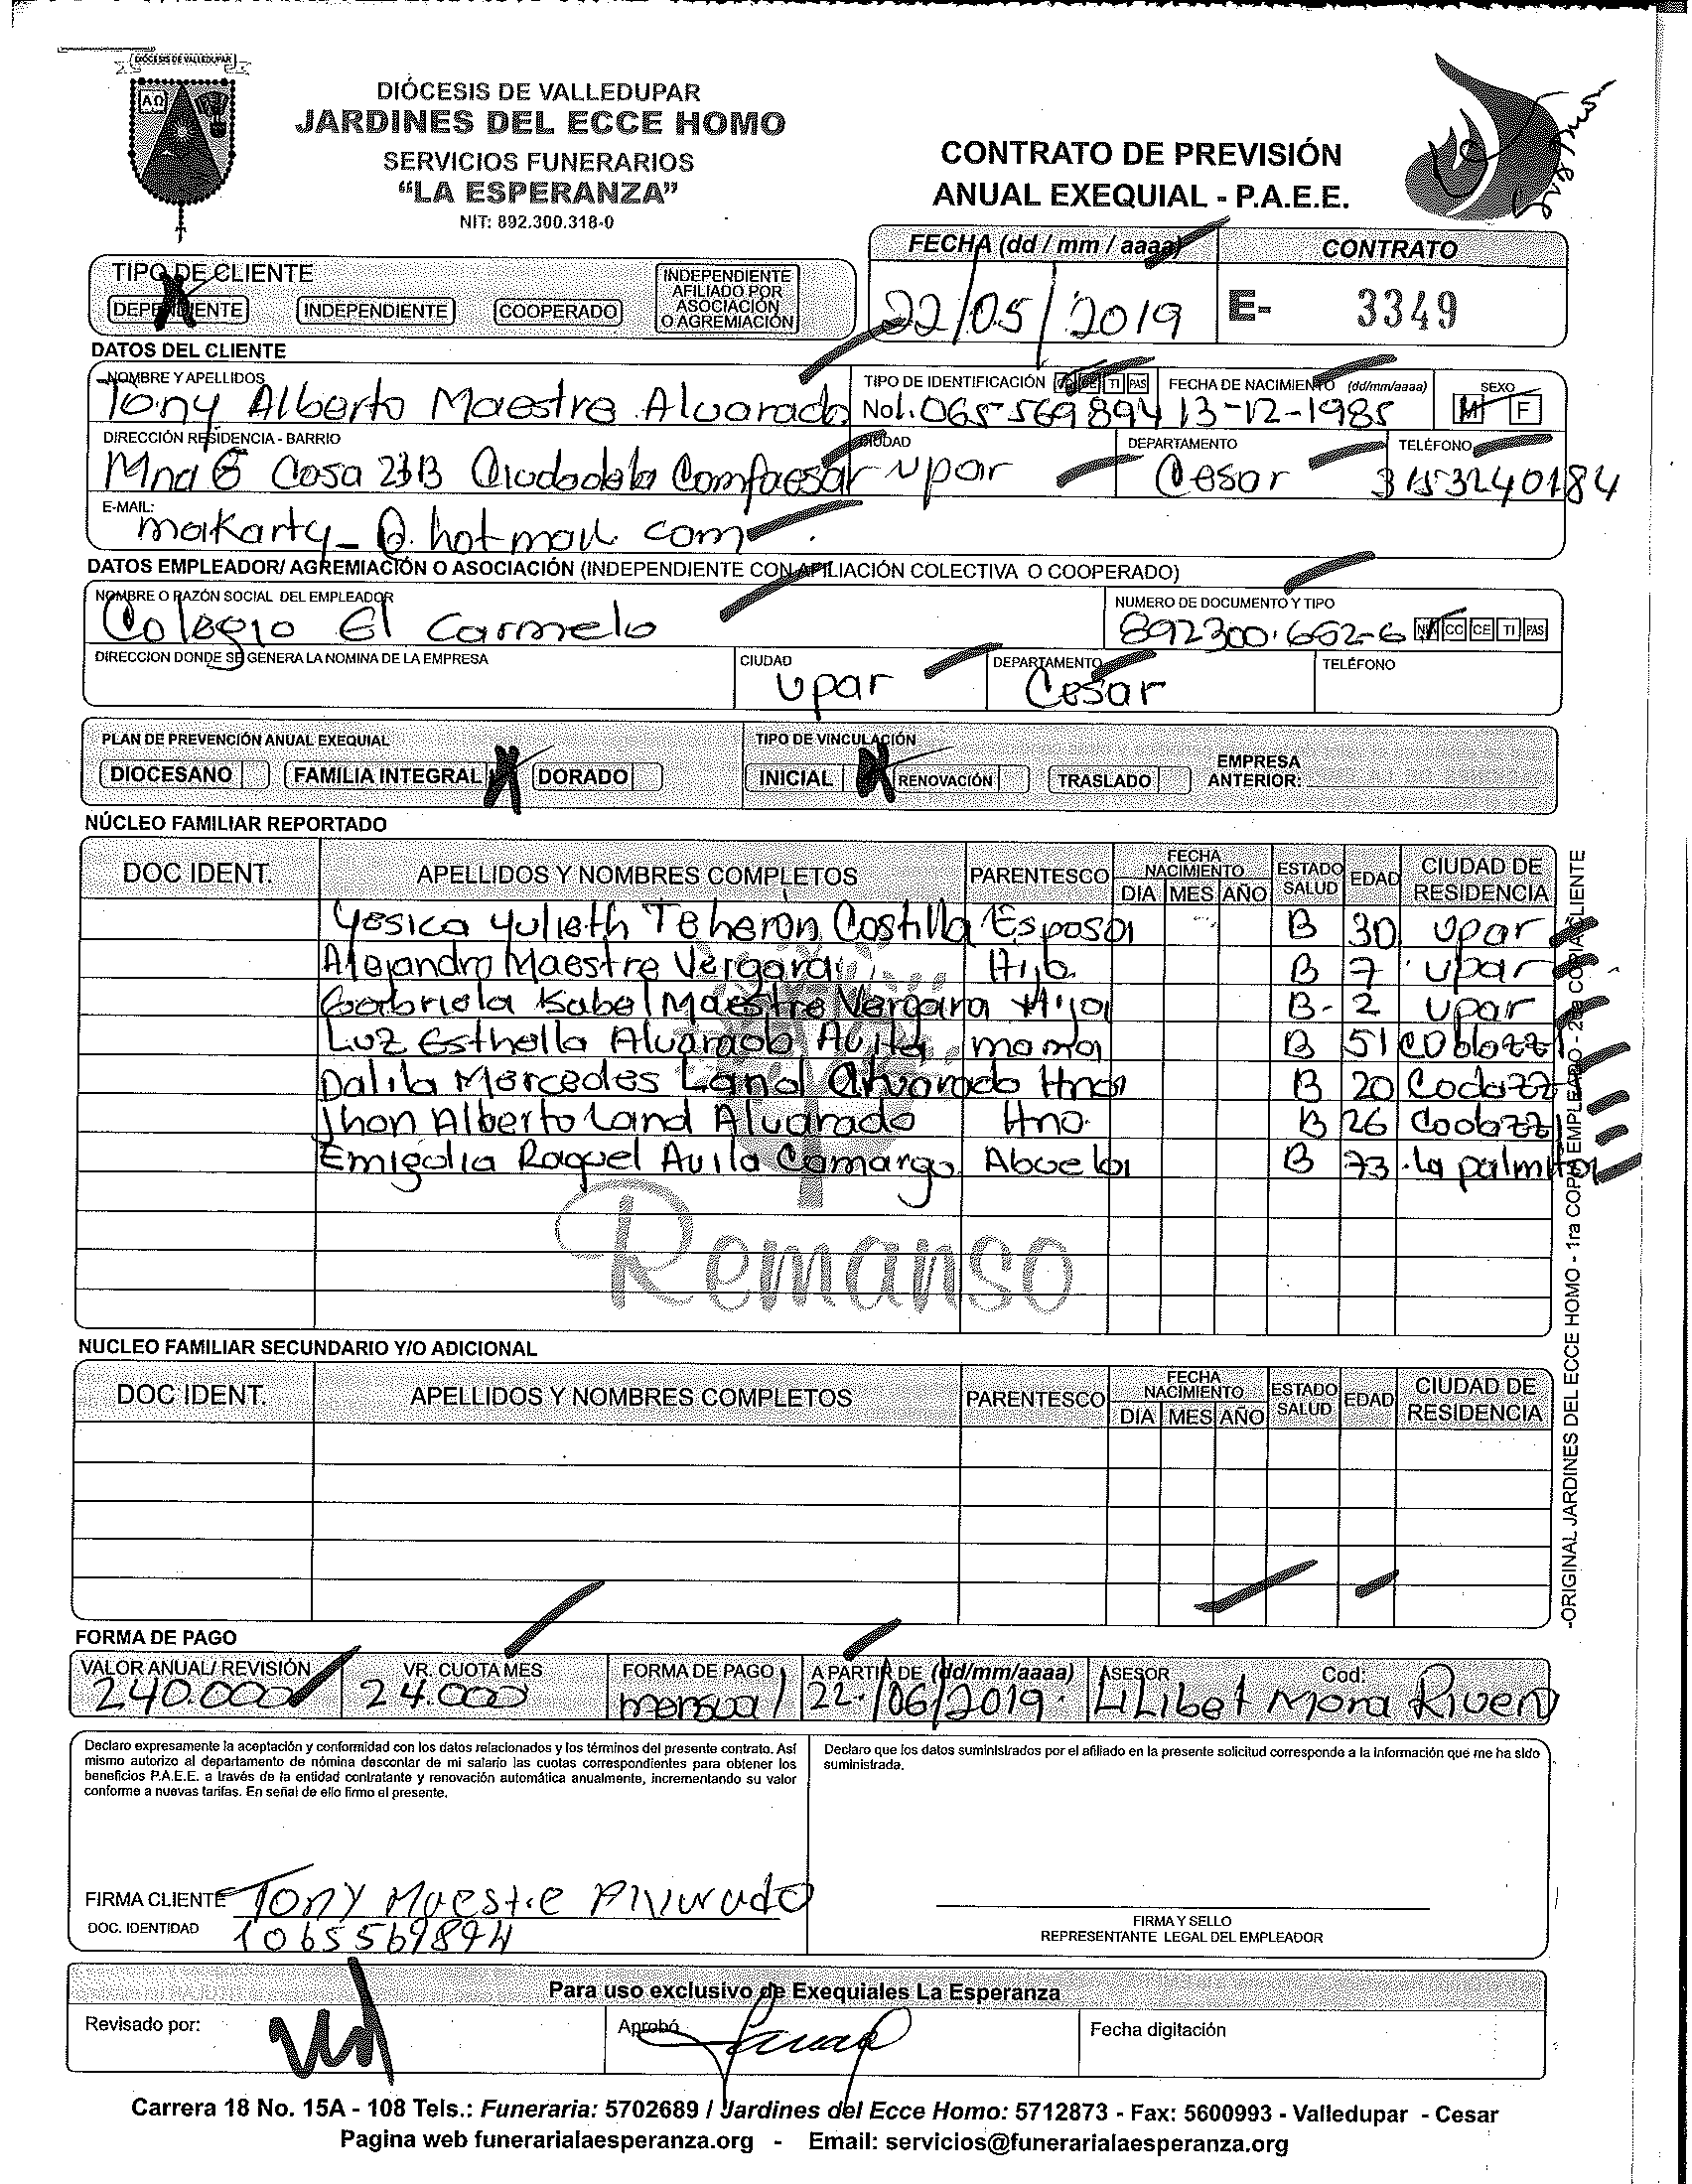 DIOCESIS DE VALLEDUPAR
DIÓCESIS DE VALLEDUPAR
JARDINES DEL ECCE HOMO
SERVICIOS FUNERARIOS
“LA ESPERANZA”
NIT: 892.300.318-0
CONTRATO DE PREVISIÓN
ANUAL EXEQUIAL - P.A.E.E.
FECHA (dd / mm / aaaa) CONTRATO
22/05/2019 E- 3349
TIPO DE CLIENTE
DEPENDIENTE INDEPENDIENTE COOPERADO INDEPENDIENTE AFILIADO POR ASOCIACIÓN O AGREMIACIÓN
DATOS DEL CLIENTE
NOMBRE Y APELLIDOS TIPO DE IDENTIFICACIÓN CC CE TI PAS FECHA DE NACIMIENTO (dd/mm/aaaa) SEXO
Tony Alberto Maestre Alvarado No1.065569894 13-12-1985 M F
DIRECCIÓN RESIDENCIA - BARRIO CIUDAD DEPARTAMENTO TELÉFONO
Casa Ciudadela Comfacesar Upar Cesar 3153240184
E-MAIL:
makarty_@.hotmail.com
DATOS EMPLEADOR/ AGREMIACIÓN O ASOCIACIÓN (INDEPENDIENTE CON AFILIACIÓN COLECTIVA O COOPERADO)
NOMBRE O RAZÓN SOCIAL DEL EMPLEADOR NUMERO DE DOCUMENTO Y TIPO
Colegio El Carmelo 892300.662-6 Nit CC CE TI PAS
DIRECCION DONDE SE GENERA LA NOMINA DE LA EMPRESA CIUDAD DEPARTAMENTO TELÉFONO
Upar Cesar
PLAN DE PREVENCIÓN ANUAL EXEQUIAL TIPO DE VINCULACIÓN
DIOCESANO FAMILIA INTEGRAL X DORADO INICIAL X RENOVACIÓN TRASLADO EMPRESA ANTERIOR:
NÚCLEO FAMILIAR REPORTADO
DOC IDENT. APELLIDOS Y NOMBRES COMPLETOS PARENTESCO FECHA NACIMIENTO DIA MES AÑO ESTADO SALUD EDAD CIUDAD DE RESIDENCIA
Yesica Yulieth Teheran Costilla Esposa B 30 Upar
Alejandro Maestre Vergara Hijo B 7 Upar
Gabriela Isabel Maestre Vergara Hija B- 2 Upar
Luz Esthella Alvarado Avila mama B 51 Codazzi
Dalila Mercedes Land Alvarado Hna B 20 Codazzi
Jhon Alberto Land Alvarado Hno. B 26 Codazzi
Emigdia Raquel Avila Camargo Abuela B 73 La palmita
Remanso
NUCLEO FAMILIAR SECUNDARIO Y/O ADICIONAL
DOC IDENT. APELLIDOS Y NOMBRES COMPLETOS PARENTESCO FECHA NACIMIENTO DIA MES AÑO ESTADO SALUD EDAD CIUDAD DE RESIDENCIA
-ORIGINAL JARDINES DEL ECCE HOMO - 1ra COPIA EMPLEADO - 2da COPIA CLIENTE
FORMA DE PAGO
VALOR ANUAL/ REVISIÓN VR. CUOTA MES FORMA DE PAGO A PARTIR DE (dd/mm/aaaa) ASESOR Cod:
240.000 24.000 mensual 22/06/2019 Lilibet Mora Rivera
Declaro expresamente la aceptación y conformidad con los datos relacionados y los términos del presente contrato. Así
mismo autorizo al departamento de nómina descontar de mi salario las cuotas correspondientes para obtener los
beneficios P.A.E.E. a través de la entidad contratante y renovación automática anualmente, incrementando su valor
conforme a nuevas tarifas. En señal de ello firmo el presente.
Declaro que los datos suministrados por el afiliado en la presente solicitud corresponde a la información que me ha sido
suministrada.
FIRMA CLIENTE Tony Maestre Alvarado
DOC. IDENTIDAD 1065569894
FIRMA Y SELLO
REPRESENTANTE LEGAL DEL EMPLEADOR
Para uso exclusivo de Exequiales La Esperanza
Revisado por: Aprobó Fecha digitación
Carrera 18 No. 15A - 108 Tels.: Funeraria: 5702689 / Jardines del Ecce Homo: 5712873 - Fax: 5600993 - Valledupar - Cesar
Pagina web funerarialaesperanza.org - Email: servicios@funerarialaesperanza.org